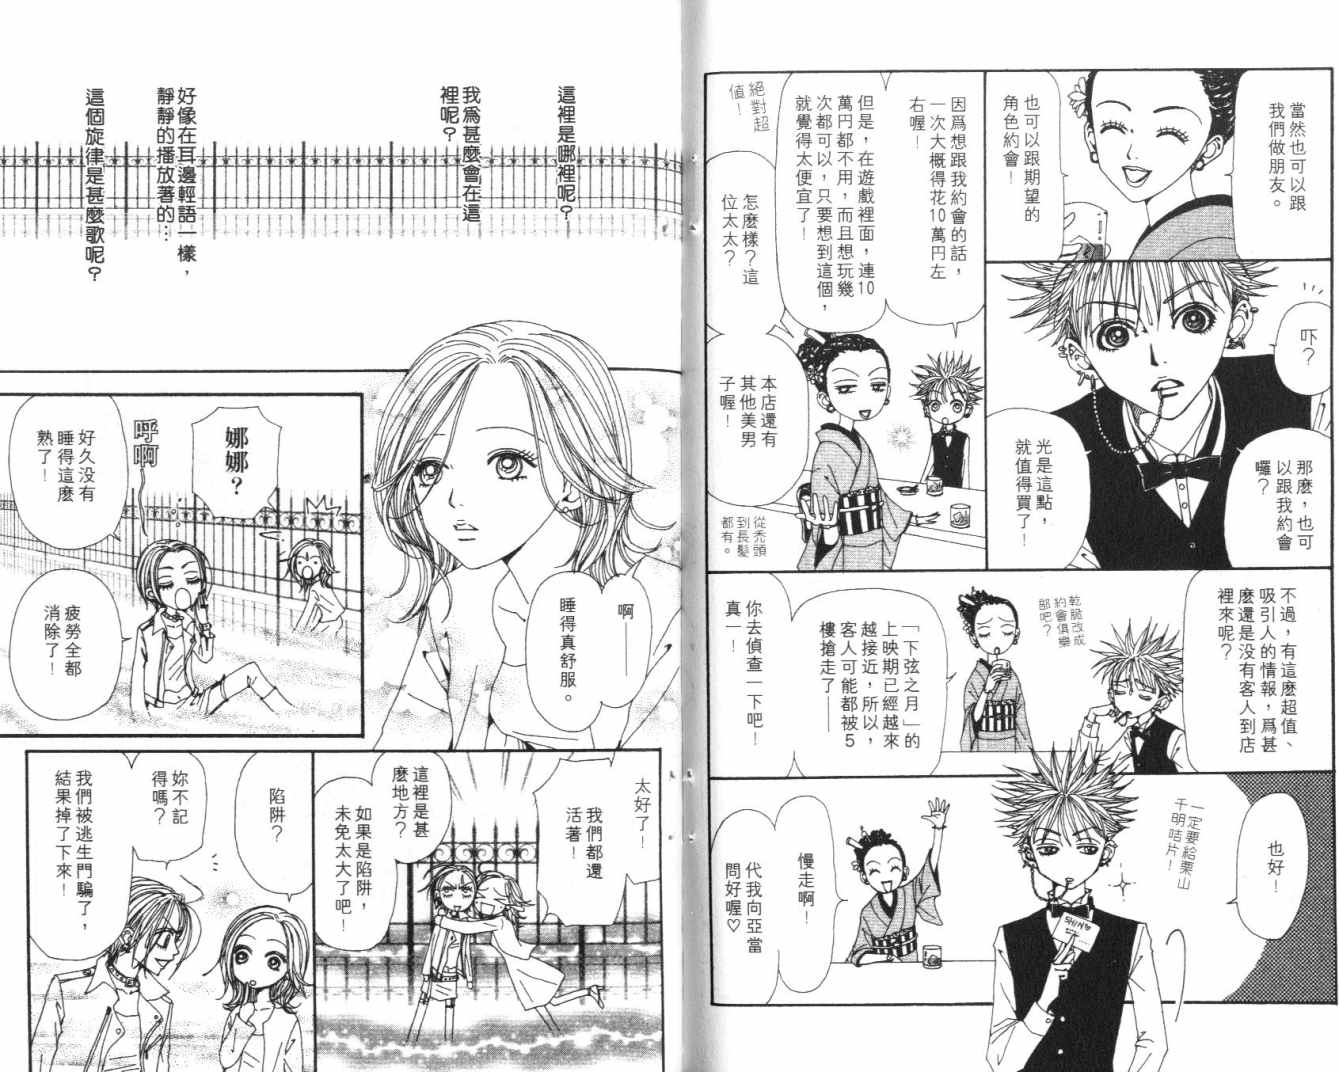 當然也可以跟
我們做朋友。
也可以跟期望的
角色約會！
吓？
那麼，也可
以跟我約會
囉？
光是這點，
就值得買了！
因爲想跟我約會的話，
一次大概得花10萬円左
右喔！
但是，在遊戲裡面，連10
萬円都不用，而且想玩幾
次都可以，只要想到這個，
就覺得太便宜了！
絕對超
值！
怎麼樣？這
位太太？
本店還有
其他美男
子喔！
從禿頭
到長髮
都有。
不過，有這麼超值、
吸引人的情報，爲甚
麼還是没有客人到店
裡來呢？
乾脆改成
約會俱樂
部吧？
「下弦之月」的
上映期已經越來
越接近，所以，
客人可能都被5
樓搶走了——
你去偵查一下吧！
真一！
也好！
一定要給栗山
千明咭片！
SHIN
慢走啊！
代我向亞當
問好喔♡
這裡是哪裡呢？
我爲甚麼會在這
裡呢？
好像在耳邊輕語一樣，
靜靜的播放著的…
這個旋律是甚麼歌呢？
啊——
睡得真舒服。
娜娜？
呼啊
好久没有
睡得這麼
熟了！
疲勞全都
消除了！
太好了！
我們都還
活著！
這裡是甚
麼地方？
如果是陷阱，
未免太大了吧！
陷阱？
妳不記
得嗎？
我們被逃生門騙了，
結果掉了下來！